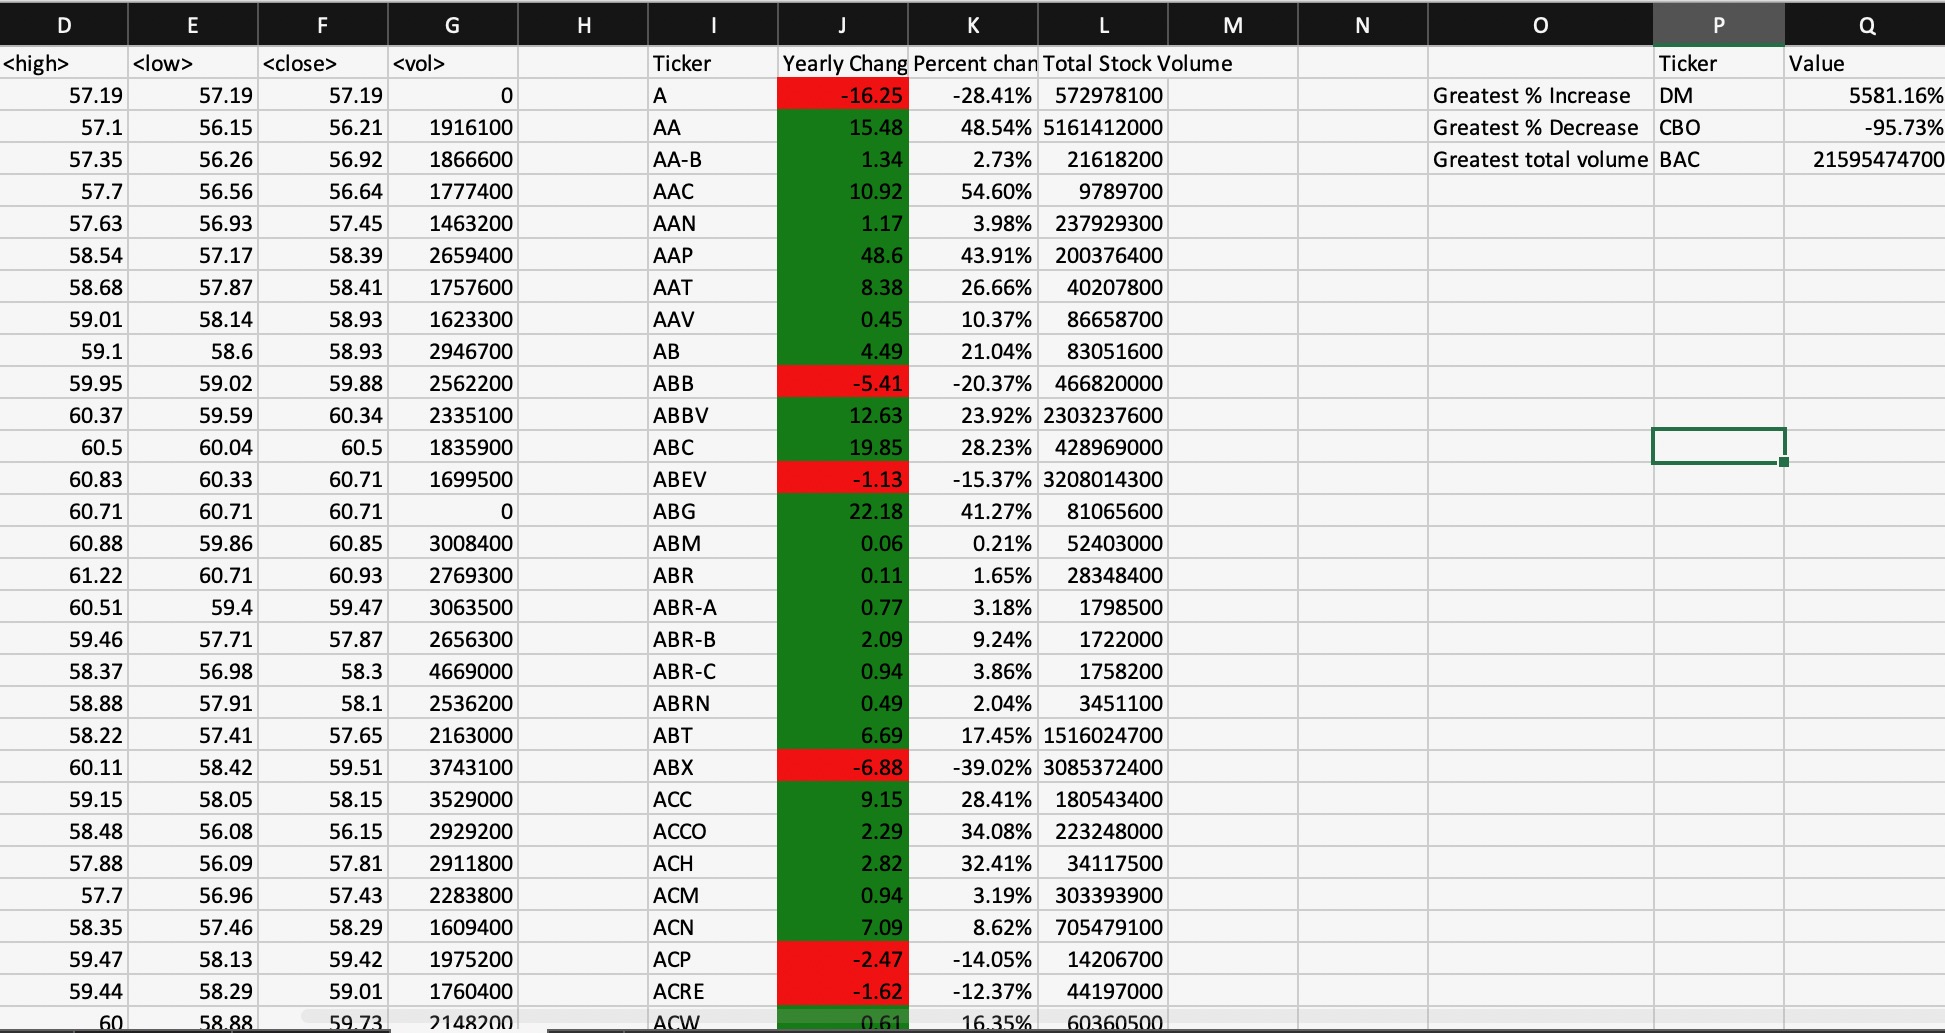 D E F G H I J K L M N O P Q
<high> <low> <close> <vol> Ticker Yearly Chang Percent chan Total Stock Volume Ticker Value
57.19 57.19 57.19 0 A -16.25 -28.41% 572978100 Greatest % Increase DM 5581.16%
57.1 56.15 56.21 1916100 AA 15.48 48.54% 5161412000 Greatest % Decrease CBO -95.73%
57.35 56.26 56.92 1866600 AA-B 1.34 2.73% 21618200 Greatest total volume BAC 21595474700
57.7 56.56 56.64 1777400 AAC 10.92 54.60% 9789700
57.63 56.93 57.45 1463200 AAN 1.17 3.98% 237929300
58.54 57.17 58.39 2659400 AAP 48.6 43.91% 200376400
58.68 57.87 58.41 1757600 AAT 8.38 26.66% 40207800
59.01 58.14 58.93 1623300 AAV 0.45 10.37% 86658700
59.1 58.6 58.93 2946700 AB 4.49 21.04% 83051600
59.95 59.02 59.88 2562200 ABB -5.41 -20.37% 466820000
60.37 59.59 60.34 2335100 ABBV 12.63 23.92% 2303237600
60.5 60.04 60.5 1835900 ABC 19.85 28.23% 428969000
60.83 60.33 60.71 1699500 ABEV -1.13 -15.37% 3208014300
60.71 60.71 60.71 0 ABG 22.18 41.27% 81065600
60.88 59.86 60.85 3008400 ABM 0.06 0.21% 52403000
61.22 60.71 60.93 2769300 ABR 0.11 1.65% 28348400
60.51 59.4 59.47 3063500 ABR-A 0.77 3.18% 1798500
59.46 57.71 57.87 2656300 ABR-B 2.09 9.24% 1722000
58.37 56.98 58.3 4669000 ABR-C 0.94 3.86% 1758200
58.88 57.91 58.1 2536200 ABRN 0.49 2.04% 3451100
58.22 57.41 57.65 2163000 ABT 6.69 17.45% 1516024700
60.11 58.42 59.51 3743100 ABX -6.88 -39.02% 3085372400
59.15 58.05 58.15 3529000 ACC 9.15 28.41% 180543400
58.48 56.08 56.15 2929200 ACCO 2.29 34.08% 223248000
57.88 56.09 57.81 2911800 ACH 2.82 32.41% 34117500
57.7 56.96 57.43 2283800 ACM 0.94 3.19% 303393900
58.35 57.46 58.29 1609400 ACN 7.09 8.62% 705479100
59.47 58.13 59.42 1975200 ACP -2.47 -14.05% 14206700
59.44 58.29 59.01 1760400 ACRE -1.62 -12.37% 44197000
60 58.88 59.73 2148200 ACW 0.61 16.35% 60360500